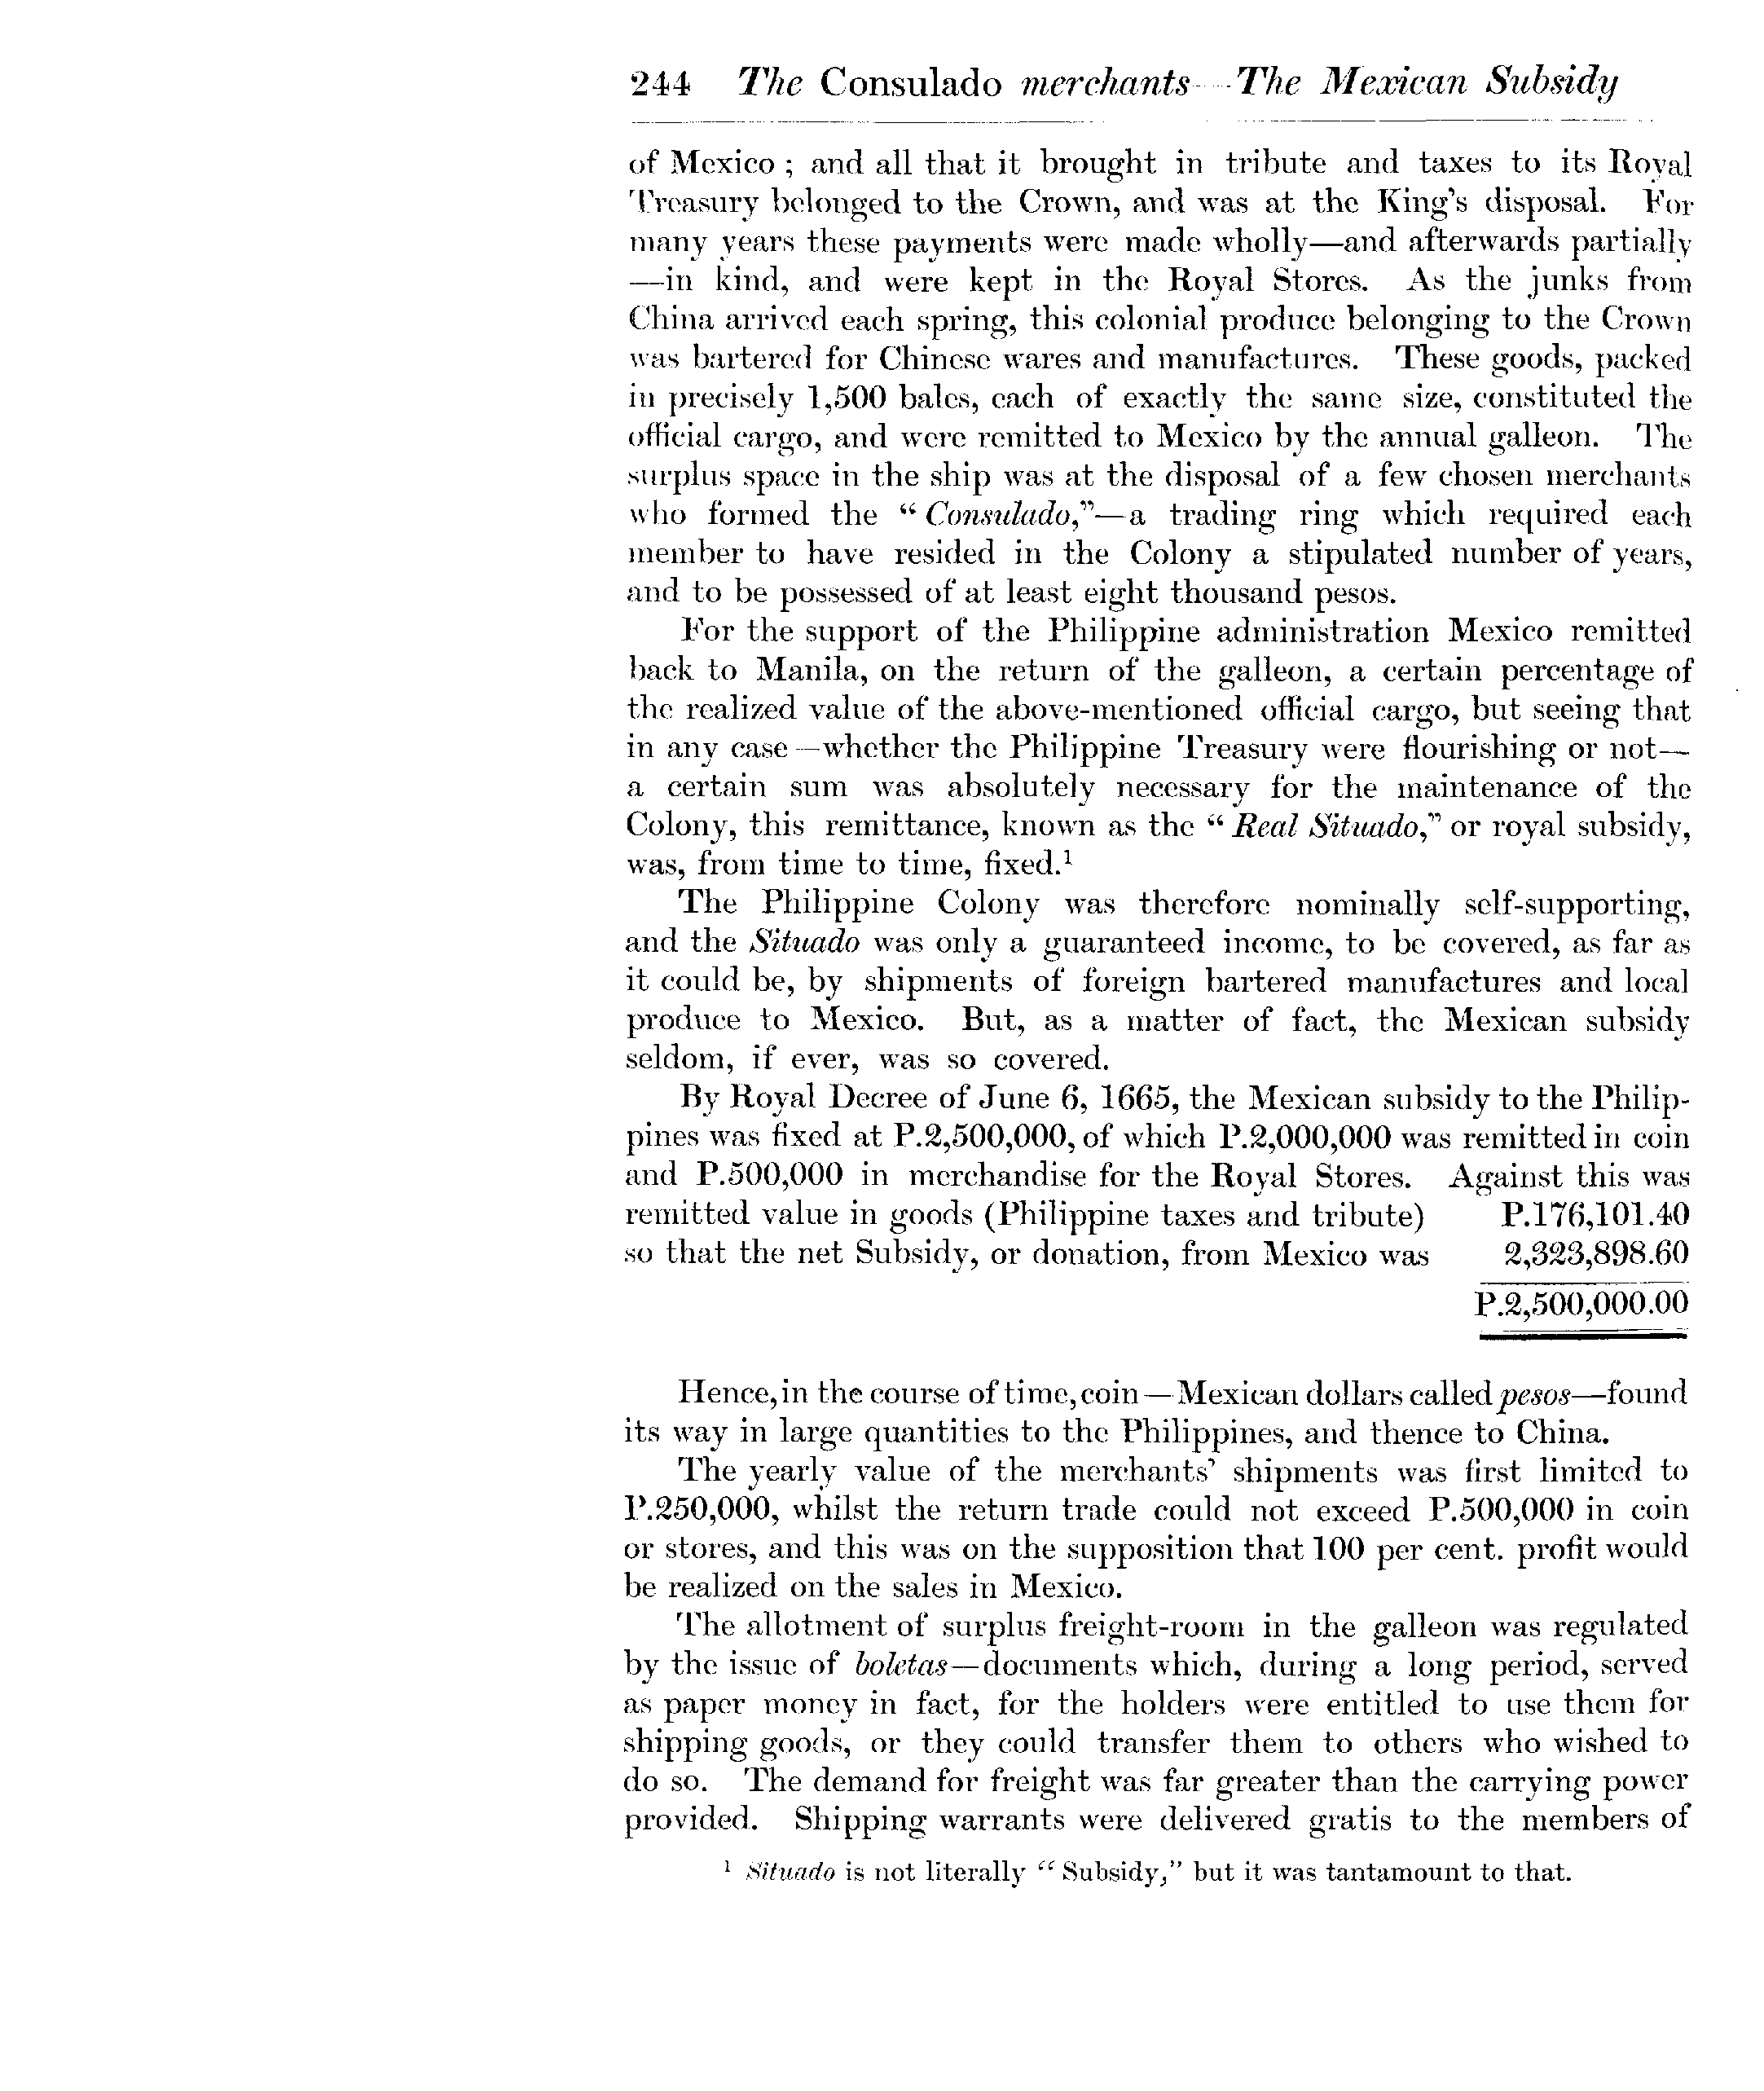 244 The Consulado merchants—The Mexican Subsidy
of Mexico ; and all that it brought in tribute and taxes to its Royal
Treasury belonged to the Crown, and was at the King's disposal. For
many years these payments were made wholly—and afterwards partially
—in kind, and were kept in the Royal Stores. As the junks from
China arrived each spring, this colonial produce belonging to the Crown
was bartered for Chinese wares and manufactures. These goods, packed
in precisely 1,500 bales, each of exactly the same size, constituted the
official cargo, and were remitted to Mexico by the annual galleon. The
surplus space in the ship was at the disposal of a few chosen merchants
who formed the “ Consulado,”—a trading ring which required each
member to have resided in the Colony a stipulated number of years,
and to be possessed of at least eight thousand pesos.
For the support of the Philippine administration Mexico remitted
back to Manila, on the return of the galleon, a certain percentage of
the realized value of the above-mentioned official cargo, but seeing that
in any case—whether the Philippine Treasury were flourishing or not—
a certain sum was absolutely necessary for the maintenance of the
Colony, this remittance, known as the “ Real Situado,” or royal subsidy,
was, from time to time, fixed.¹
The Philippine Colony was therefore nominally self-supporting,
and the Situado was only a guaranteed income, to be covered, as far as
it could be, by shipments of foreign bartered manufactures and local
produce to Mexico. But, as a matter of fact, the Mexican subsidy
seldom, if ever, was so covered.
By Royal Decree of June 6, 1665, the Mexican subsidy to the Philip-
pines was fixed at P.2,500,000, of which P.2,000,000 was remitted in coin
and P.500,000 in merchandise for the Royal Stores. Against this was
remitted value in goods (Philippine taxes and tribute) P.176,101.40
so that the net Subsidy, or donation, from Mexico was 2,323,898.60
P.2,500,000.00
Hence, in the course of time, coin—Mexican dollars called pesos—found
its way in large quantities to the Philippines, and thence to China.
The yearly value of the merchants' shipments was first limited to
P.250,000, whilst the return trade could not exceed P.500,000 in coin
or stores, and this was on the supposition that 100 per cent. profit would
be realized on the sales in Mexico.
The allotment of surplus freight-room in the galleon was regulated
by the issue of boletas—documents which, during a long period, served
as paper money in fact, for the holders were entitled to use them for
shipping goods, or they could transfer them to others who wished to
do so. The demand for freight was far greater than the carrying power
provided. Shipping warrants were delivered gratis to the members of
¹ Situado is not literally “ Subsidy,” but it was tantamount to that.